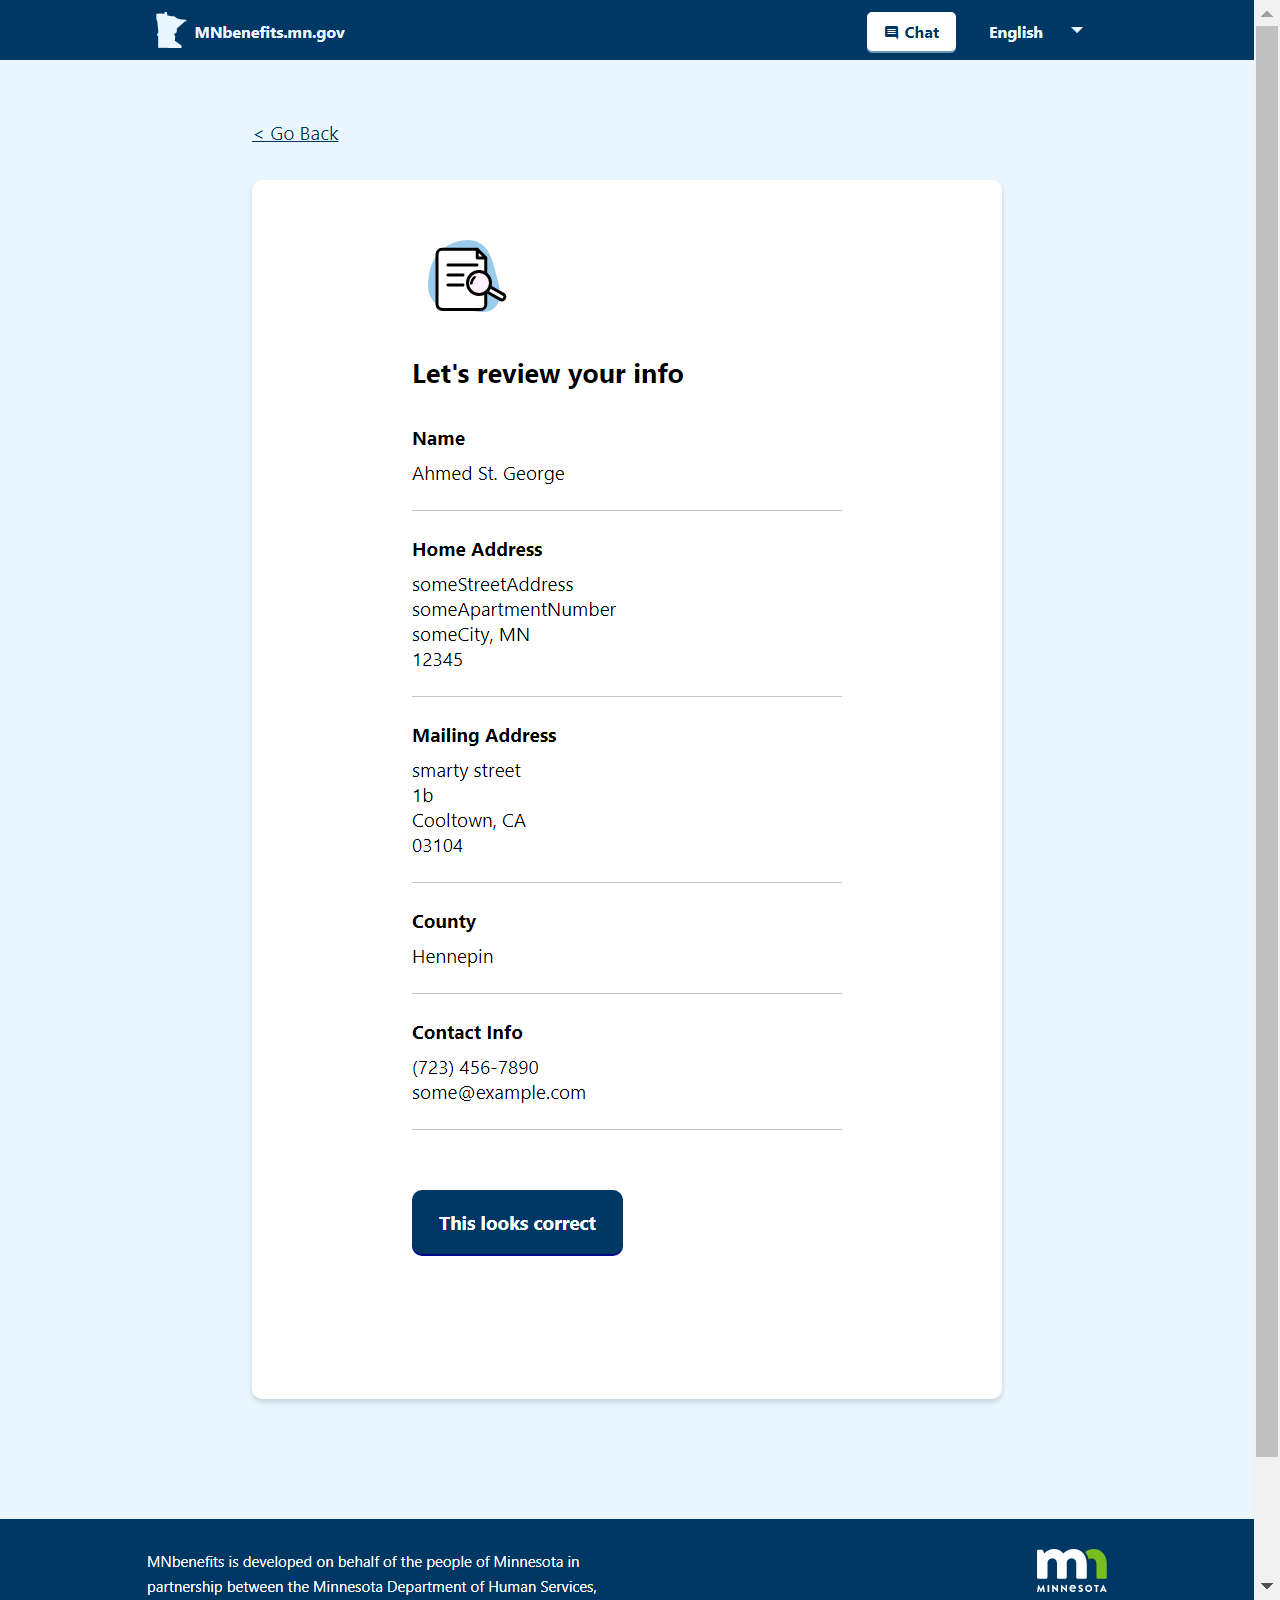 MNbenefits.mn.gov
Chat
English
< Go Back
Let's review your info
Name
Ahmed St. George
Home Address
someStreetAddress
someApartmentNumber
someCity, MN
12345
Mailing Address
smarty street
1b
Cooltown, CA
03104
County
Hennepin
Contact Info
(723) 456-7890
some@example.com
This looks correct
MNbenefits is developed on behalf of the people of Minnesota in
partnership between the Minnesota Department of Human Services,
mn
MINNESOTA